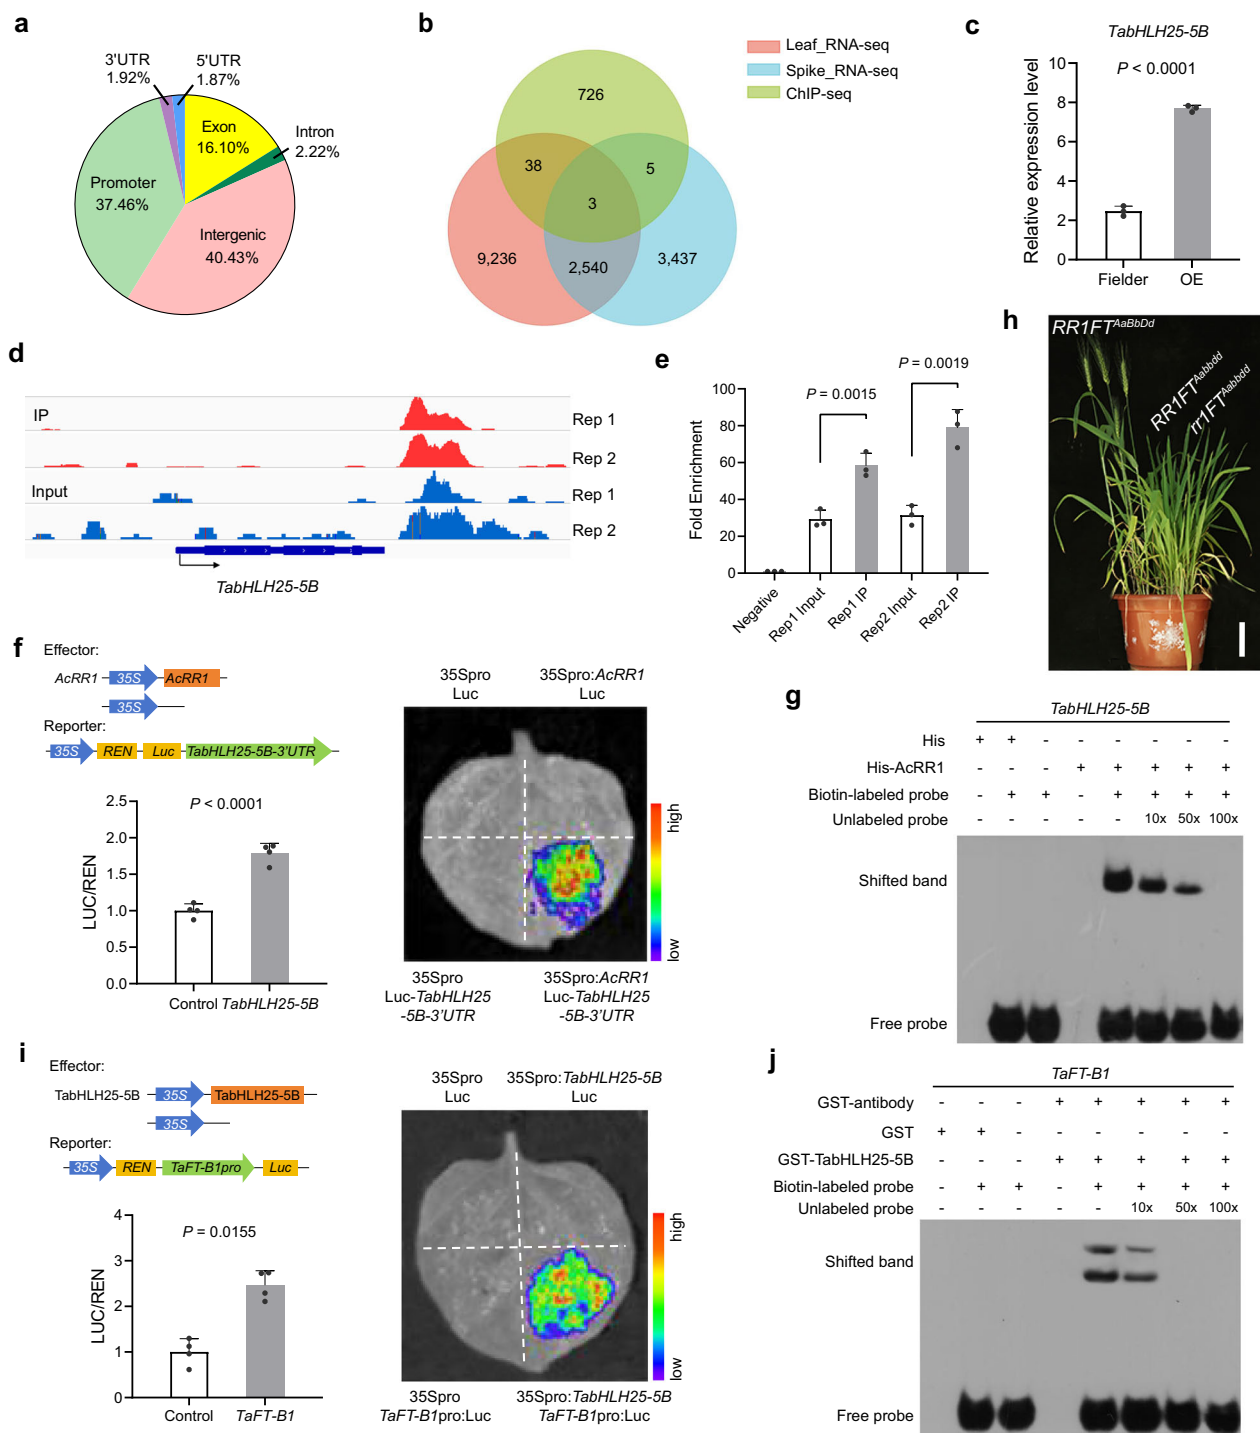 a
3'UTR
1.92%
5'UTR
1.87%
Exon
16.10%
Intron
2.22%
Promoter
37.46%
Intergenic
40.43%
b
Leaf_RNA-seq
Spike_RNA-seq
ChIP-seq
726
38
5
3
9,236
2,540
3,437
c
TabHLH25-5B
P < 0.0001
Relative expression level
10
8
6
4
2
0
Fielder
OE
d
IP
Rep 1
Rep 2
Input
Rep 1
Rep 2
TabHLH25-5B
e
P = 0.0015
P = 0.0019
Fold Enrichment
100
80
60
40
20
0
Negative
Rep1 Input
Rep1 IP
Rep2 Input
Rep2 IP
h
RR1FT^AaBbDd
RR1FT^Aabbdd
rr1FT^Aabbdd
f
Effector:
AcRR1
35S
AcRR1
35S
Reporter:
35S
REN
Luc
TabHLH25-5B-3'UTR
P < 0.0001
LUC/REN
2.5
2.0
1.5
1.0
0.5
0.0
Control
TabHLH25-5B
35Spro
Luc
35Spro:AcRR1
Luc
high
low
35Spro
Luc-TabHLH25
-5B-3'UTR
35Spro:AcRR1
Luc-TabHLH25
-5B-3'UTR
g
TabHLH25-5B
His + + - - - - - -
His-AcRR1 - - - + + + + +
Biotin-labeled probe - + + - + + + +
Unlabeled probe - - - - - 10x 50x 100x
Shifted band
Free probe
i
Effector:
TabHLH25-5B
35S
TabHLH25-5B
35S
Reporter:
35S
REN
TaFT-B1pro
Luc
P = 0.0155
LUC/REN
4
3
2
1
0
Control
TaFT-B1
35Spro
Luc
35Spro:TabHLH25-5B
Luc
high
low
35Spro
TaFT-B1pro:Luc
35Spro:TabHLH25-5B
TaFT-B1pro:Luc
j
TaFT-B1
GST-antibody - - - + + + + +
GST + + - - - - - -
GST-TabHLH25-5B - - - + + + + +
Biotin-labeled probe - + + - + + + +
Unlabeled probe - - - - - 10x 50x 100x
Shifted band
Free probe